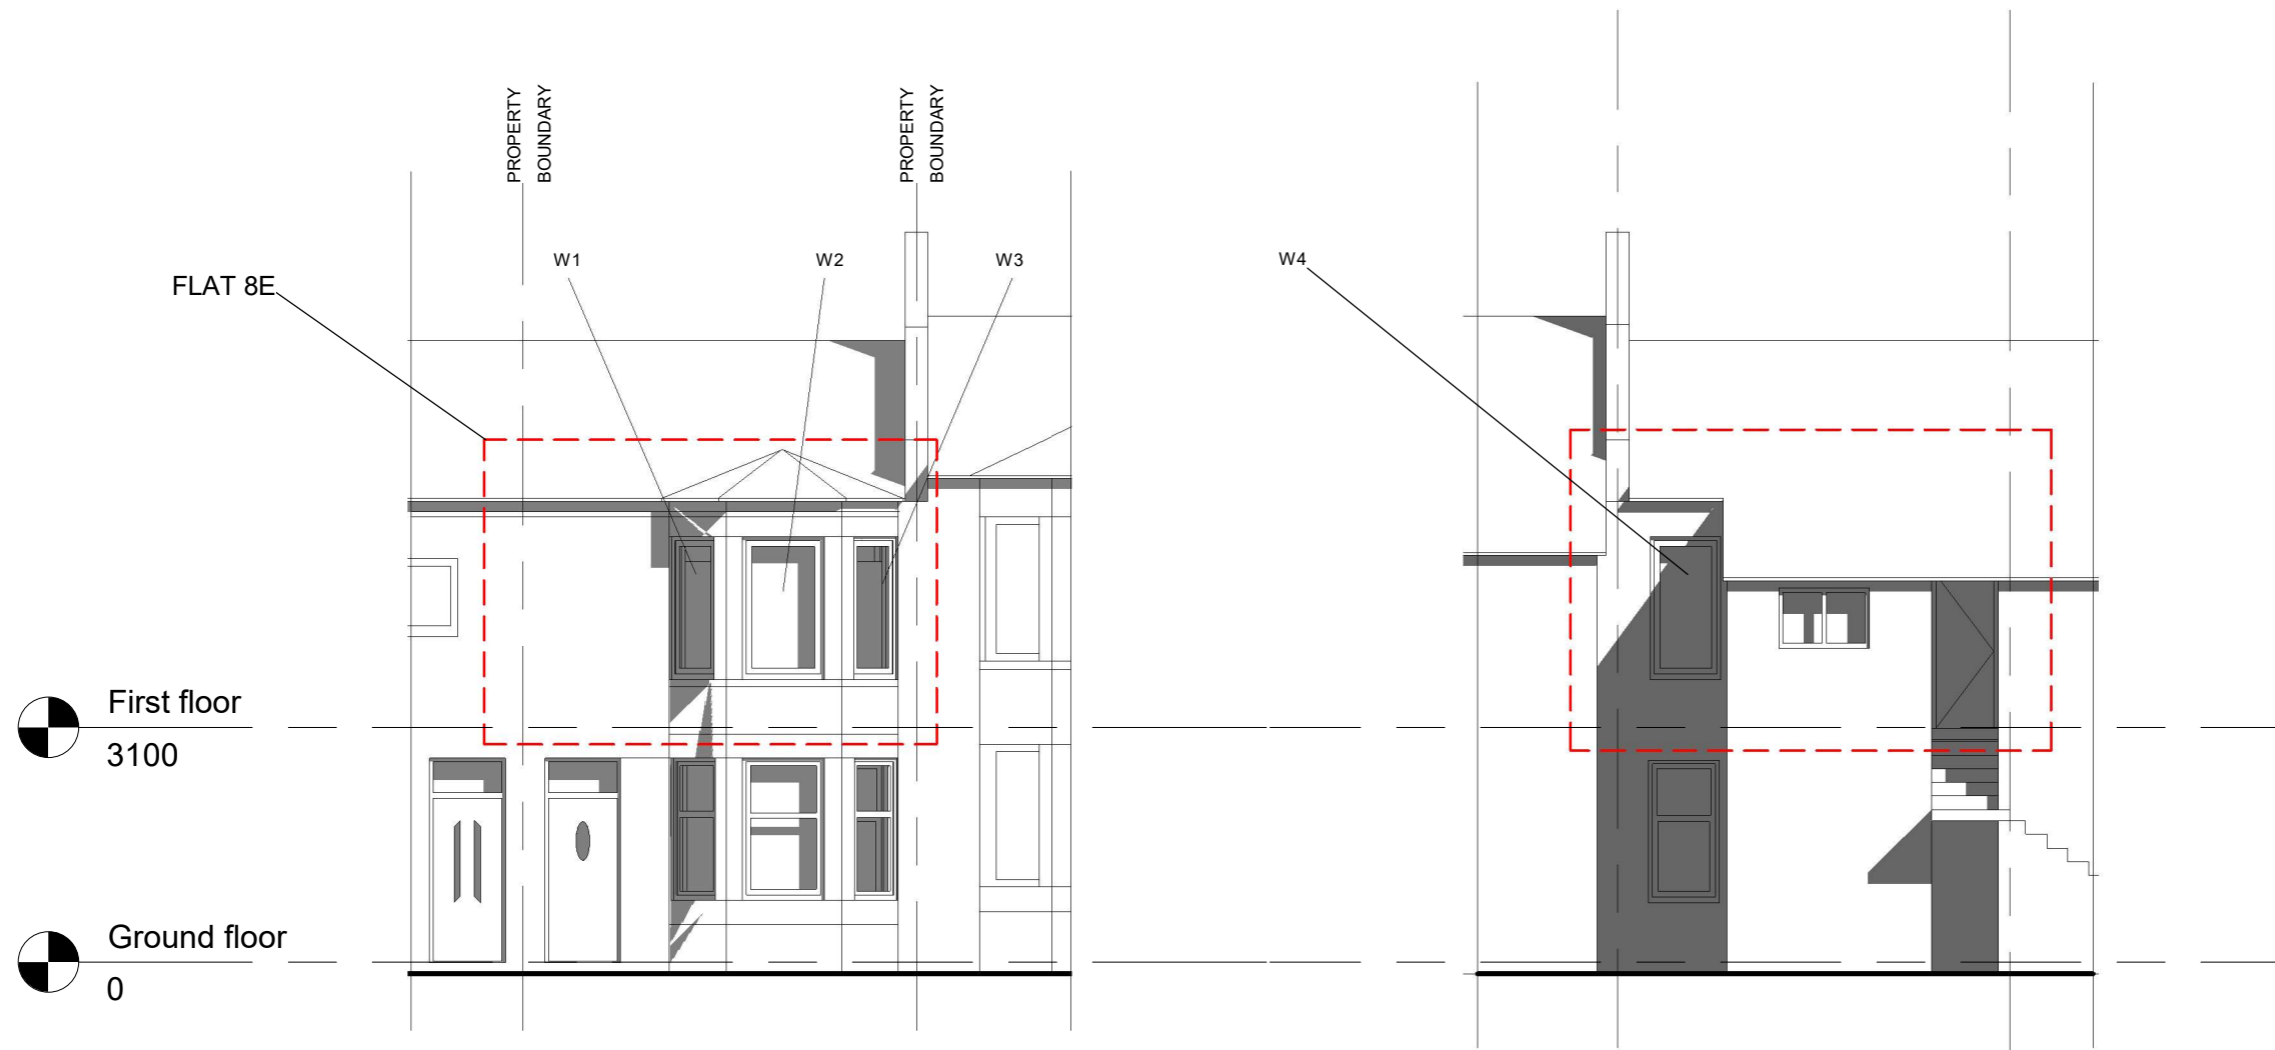 PROPERTY
BOUNDARY
PROPERTY
BOUNDARY
W1
W2
W3
W4
FLAT 8E
First floor
3100
Ground floor
0